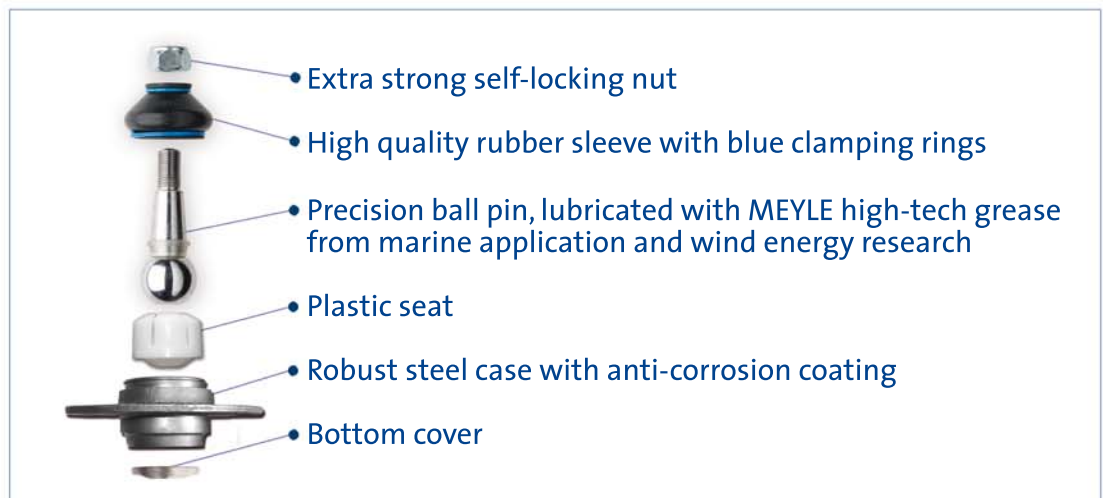 Extra strong self-locking nut
High quality rubber sleeve with blue clamping rings
Precision ball pin, lubricated with MEYLE high-tech grease
from marine application and wind energy research
Plastic seat
Robust steel case with anti-corrosion coating
Bottom cover